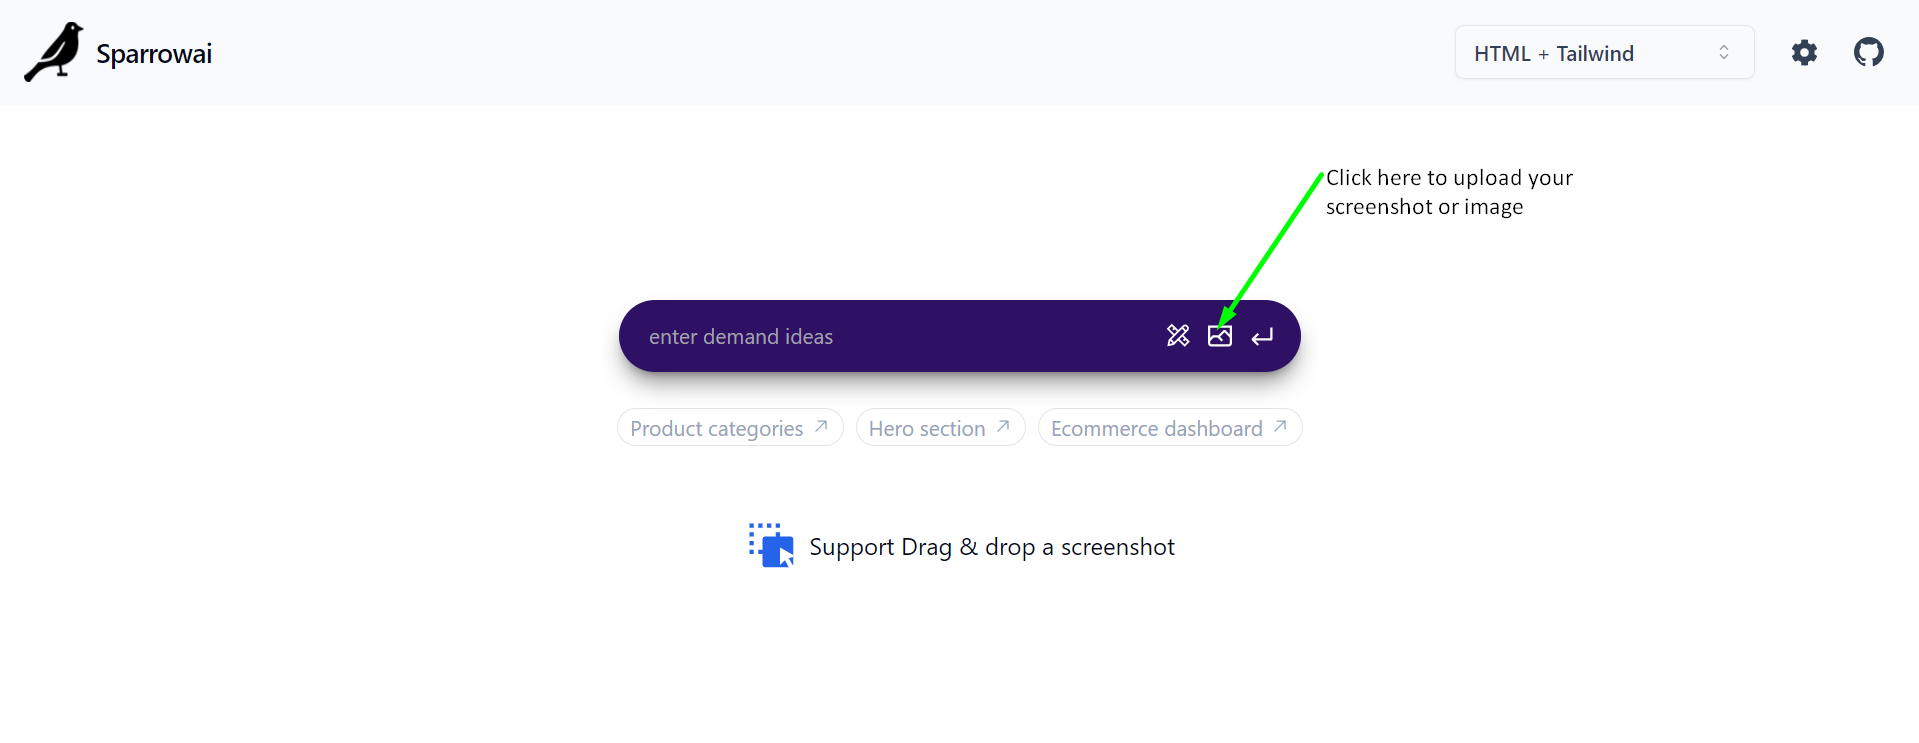 Sparrowai
HTML + Tailwind
Click here to upload your
screenshot or image
enter demand ideas
Product categories
Hero section
Ecommerce dashboard
Support Drag & drop a screenshot